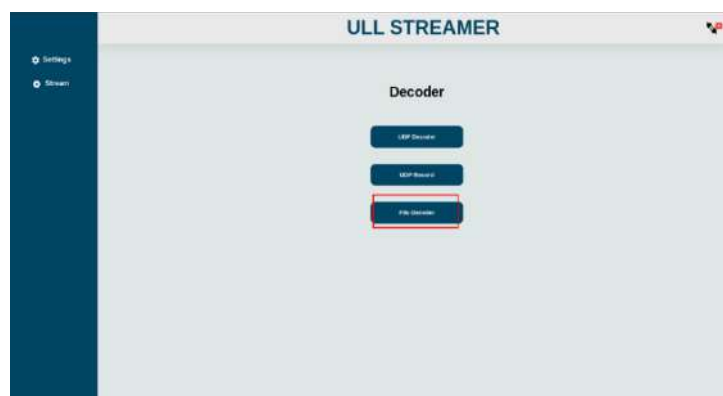 ULL STREAMER
Settings
Stream
Decoder
UDP Decoder
UDP Record
File Decoder